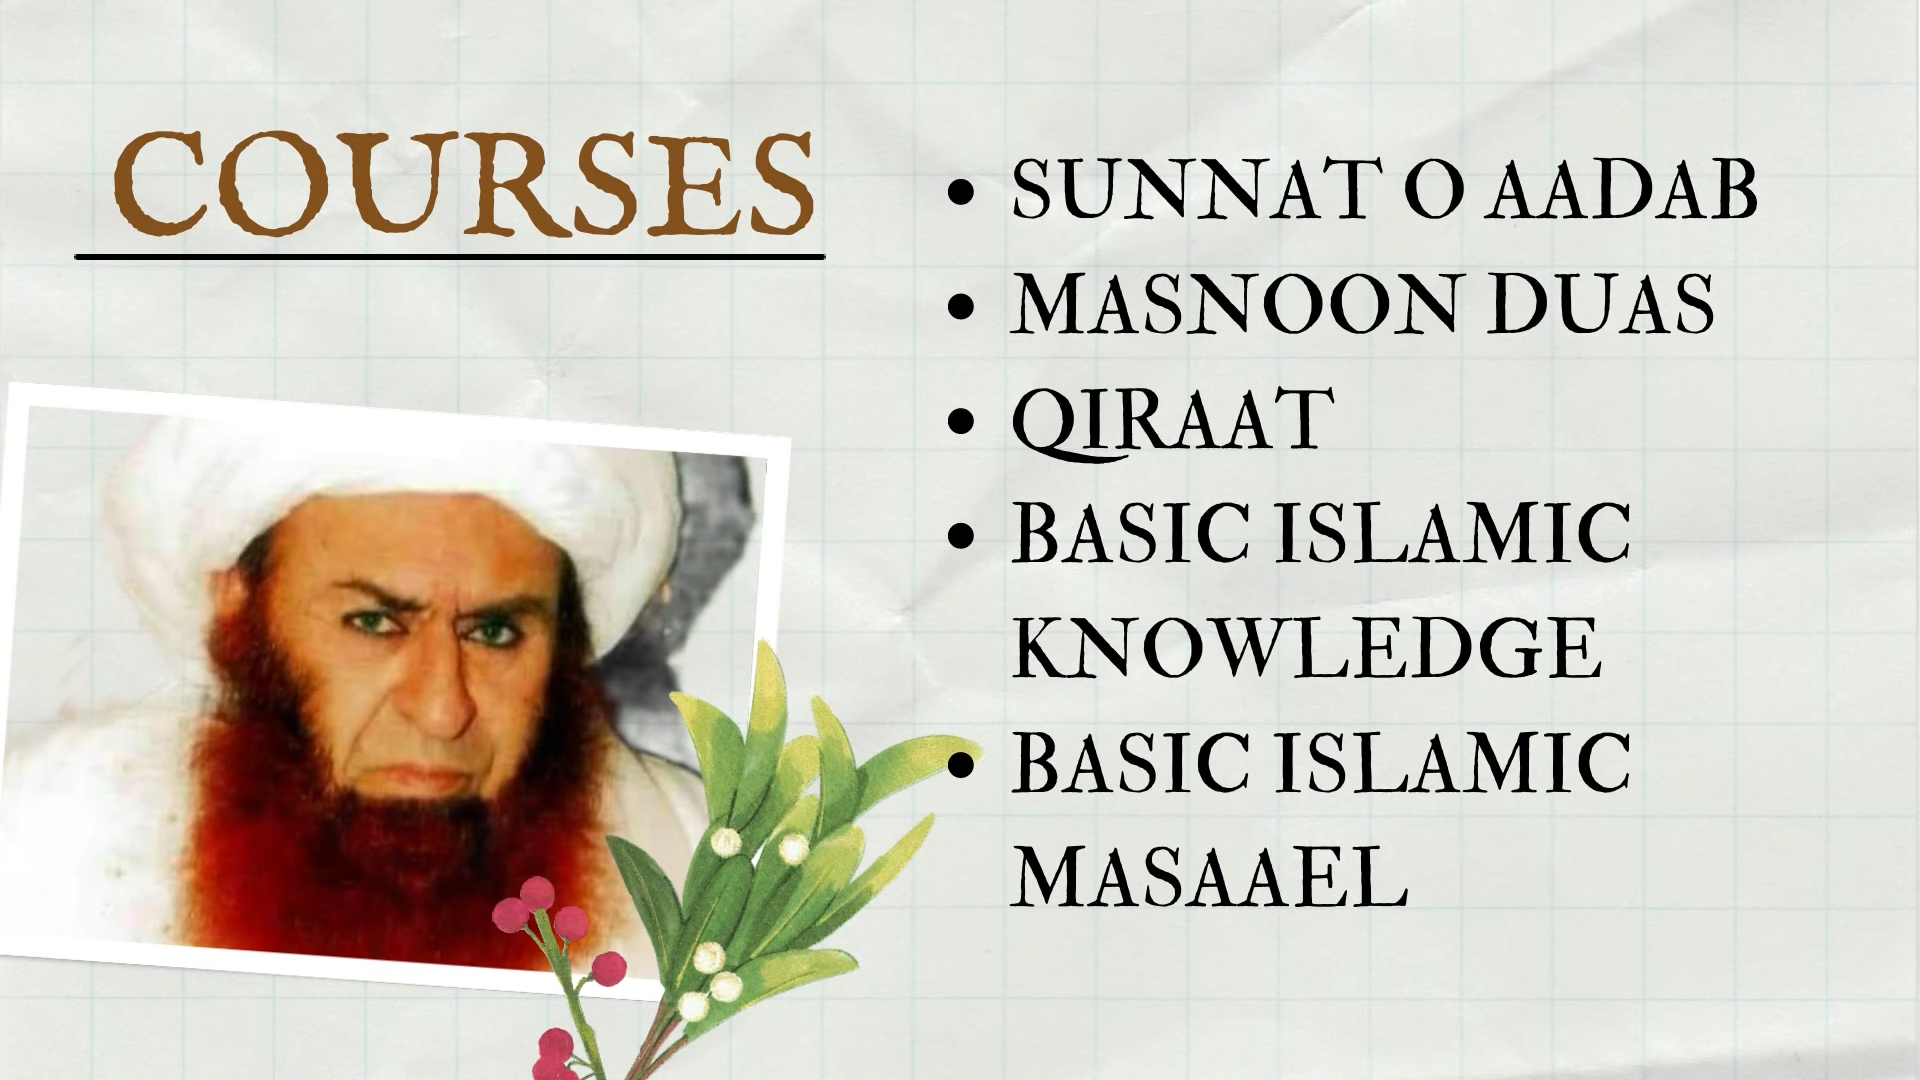 COURSES
• SUNNAT O AADAB
• MASNOON DUAS
• QIRAAT
• BASIC ISLAMIC
KNOWLEDGE
• BASIC ISLAMIC
MASAAEL